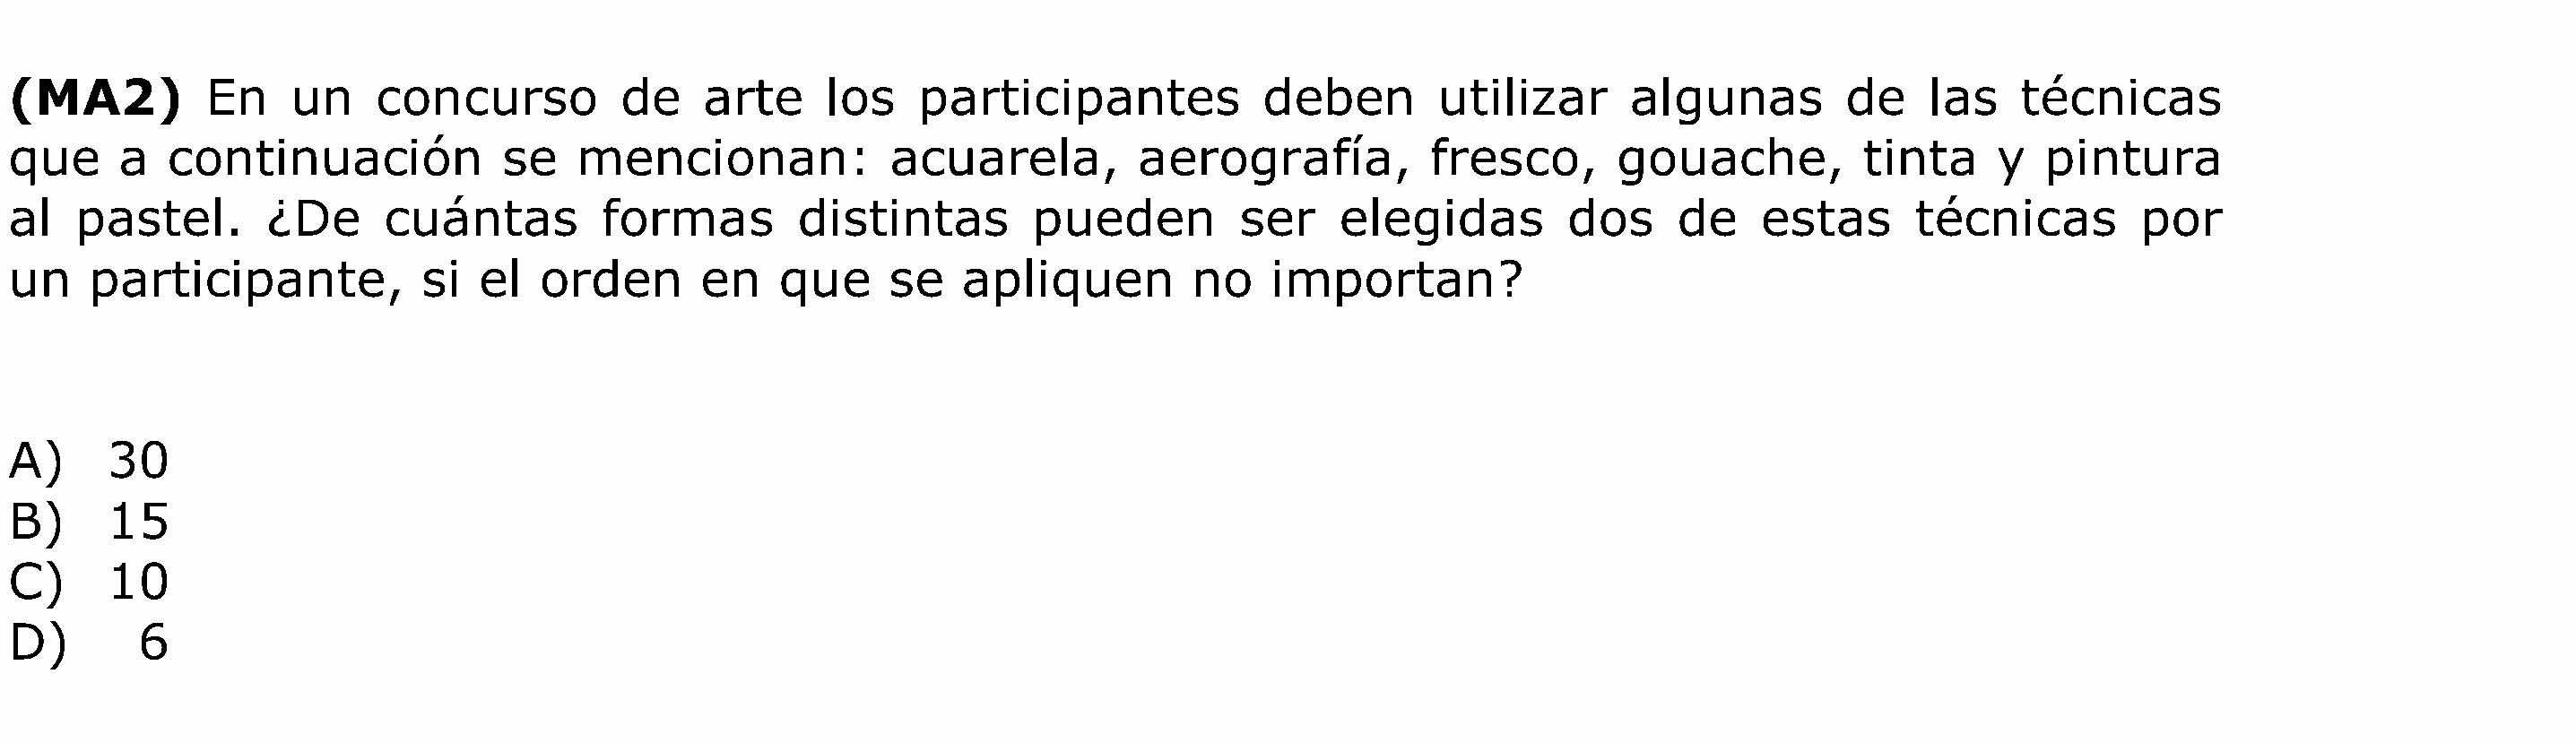 (MA2) En un concurso de arte los participantes deben utilizar algunas de las técnicas
que a continuación se mencionan: acuarela, aerografía, fresco, gouache, tinta y pintura
al pastel. ¿De cuántas formas distintas pueden ser elegidas dos de estas técnicas por
un participante, si el orden en que se apliquen no importan?
A) 30
B) 15
C) 10
D) 6